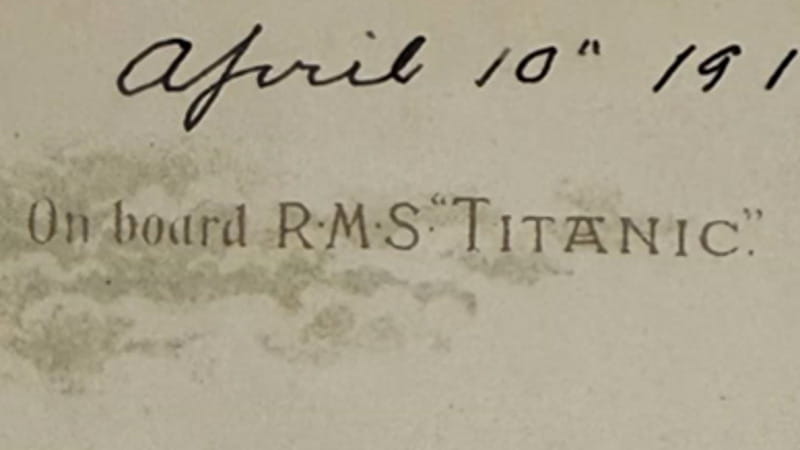 April 10" 191
On board R·M·S· "TITANIC".